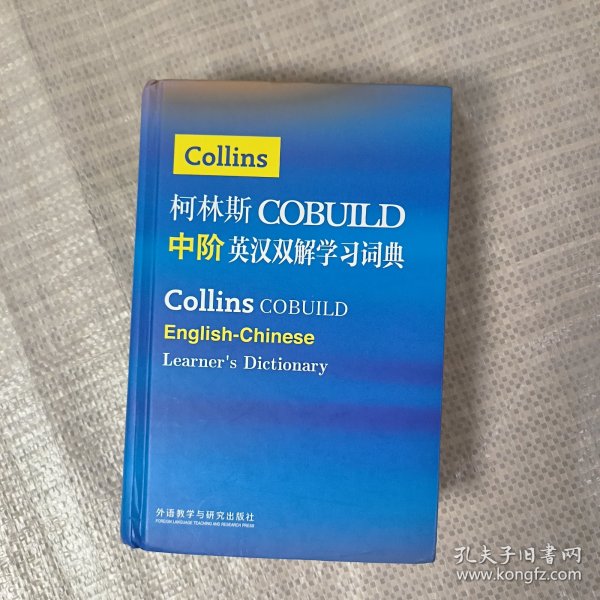 Collins
柯林斯 COBUILD
中阶 英汉双解学习词典
Collins COBUILD
English-Chinese
Learner's Dictionary
外语教学与研究出版社
FOREIGN LANGUAGE TEACHING AND RESEARCH PRESS
孔夫子旧书网
www.kongfz.com